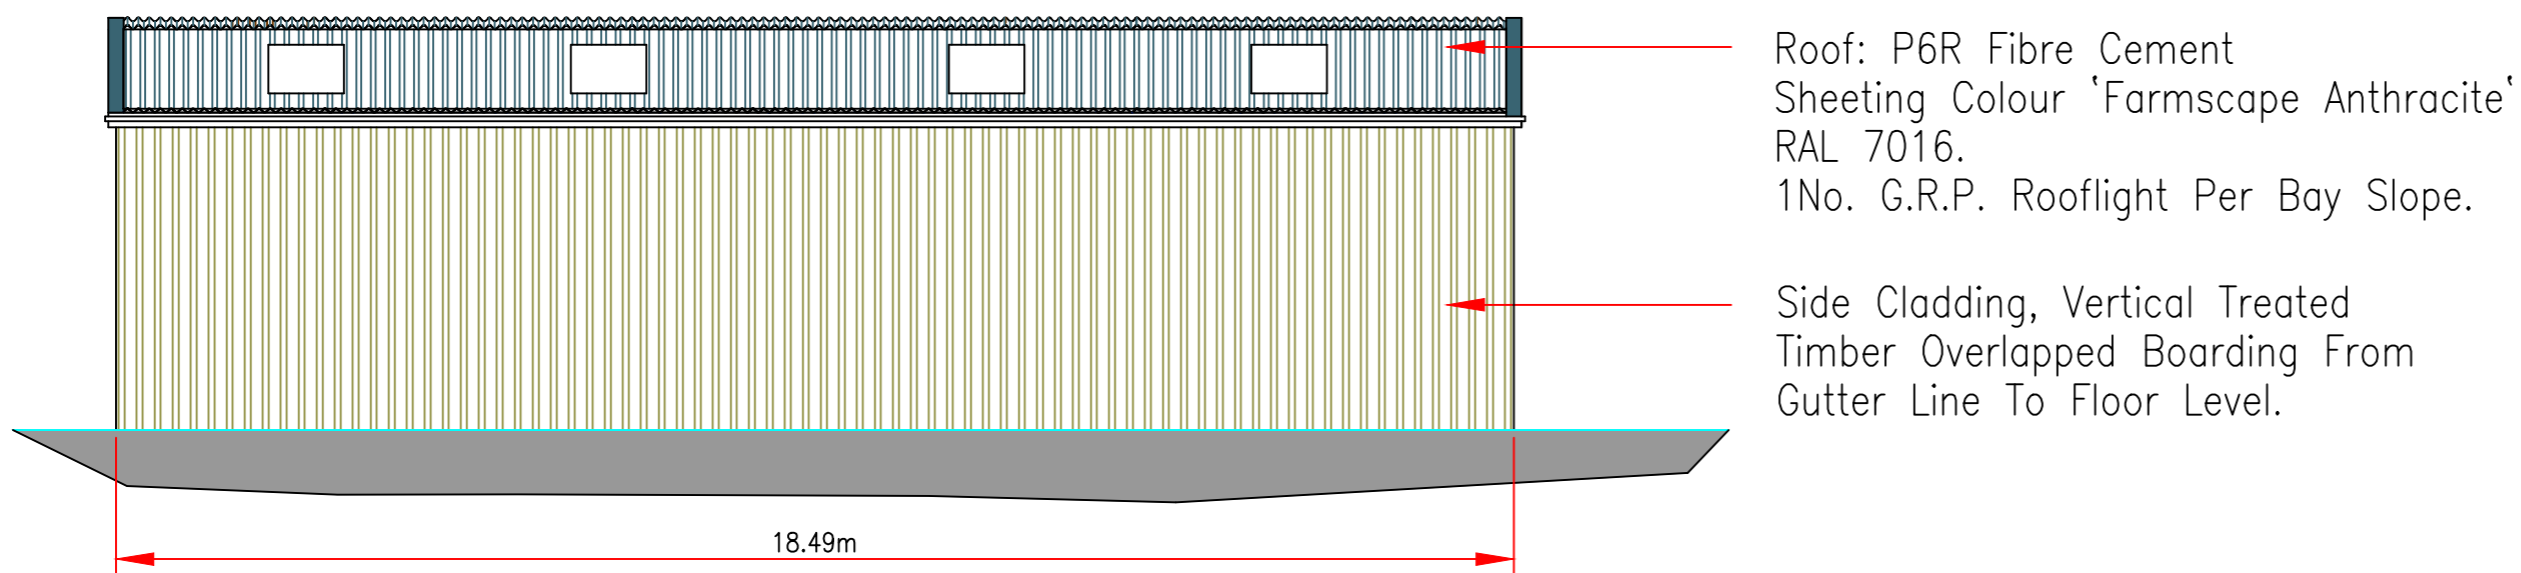 Roof: P6R Fibre Cement
Sheeting Colour ‛Farmscape Anthracite‛
RAL 7016.
1No. G.R.P. Rooflight Per Bay Slope.
Side Cladding, Vertical Treated
Timber Overlapped Boarding From
Gutter Line To Floor Level.
18.49m